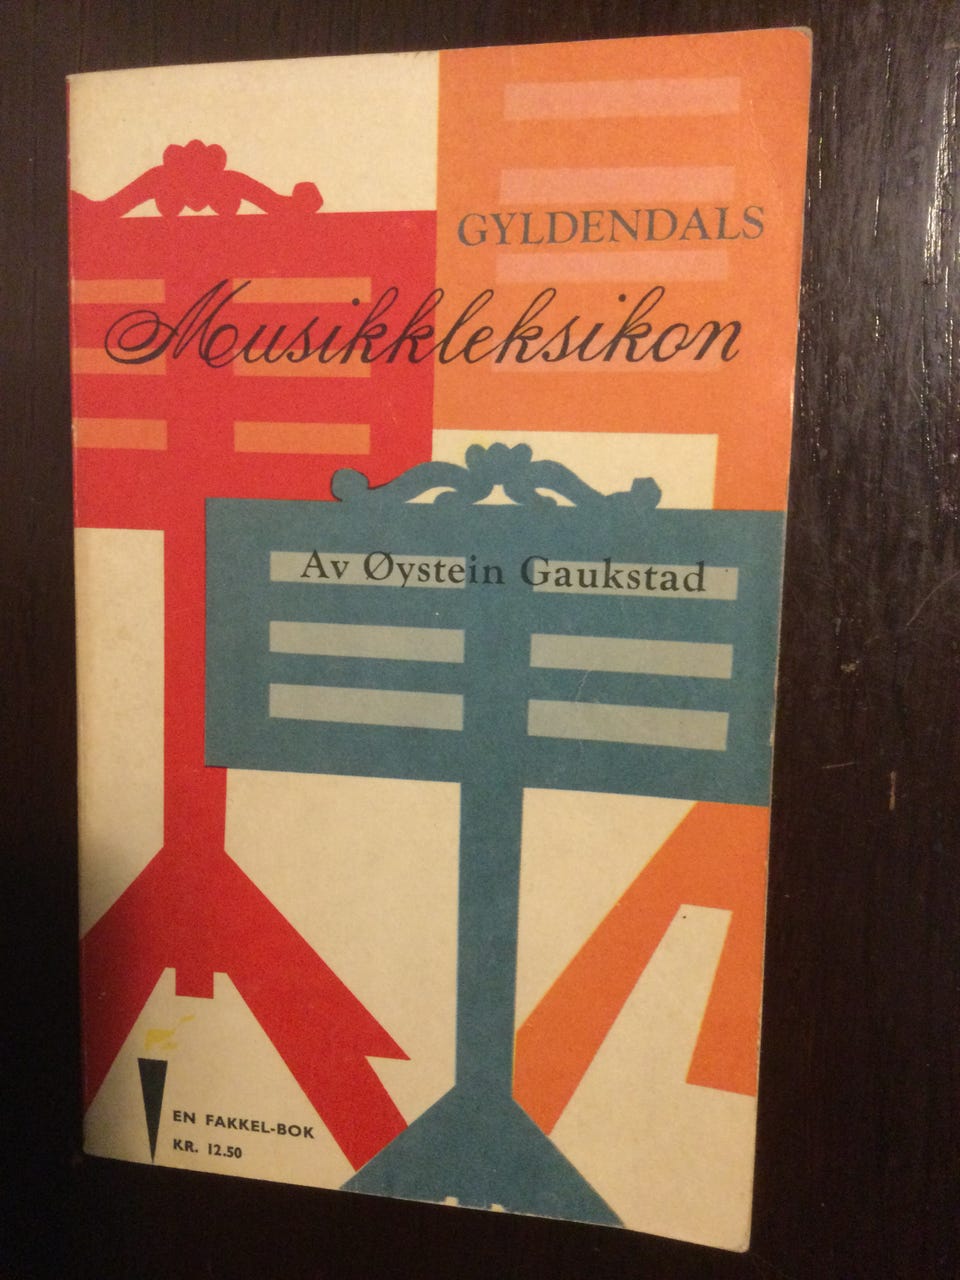 GYLDENDALS
Musikkleksikon
Av Øystein Gaukstad
EN FAKKEL-BOK
KR. 12.50